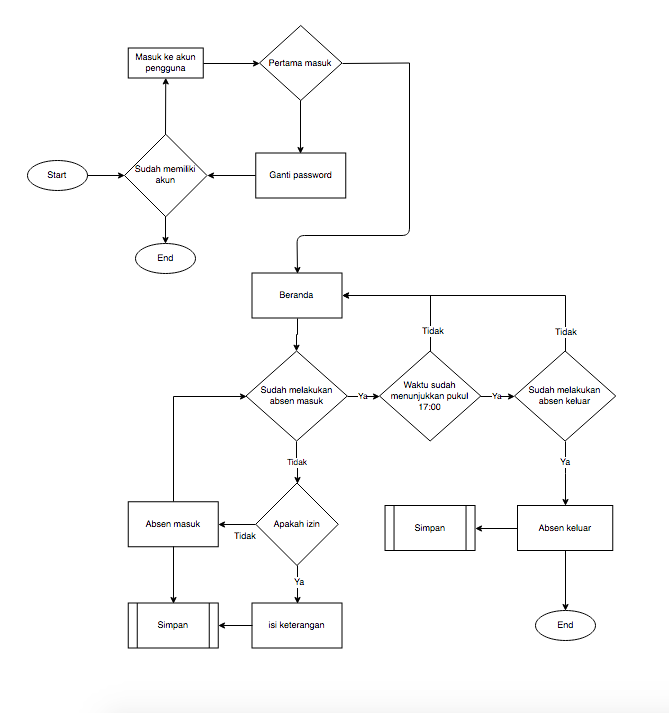 Masuk ke akun
pengguna
Pertama masuk
Start
Sudah memiliki
akun
Ganti password
End
Beranda
Tidak
Tidak
Sudah melakukan
absen masuk
Ya
Waktu sudah
menunjukkan pukul
17:00
Ya
Sudah melakukan
absen keluar
Tidak
Ya
Absen masuk
Tidak
Apakah izin
Simpan
Absen keluar
Ya
Simpan
isi keterangan
End